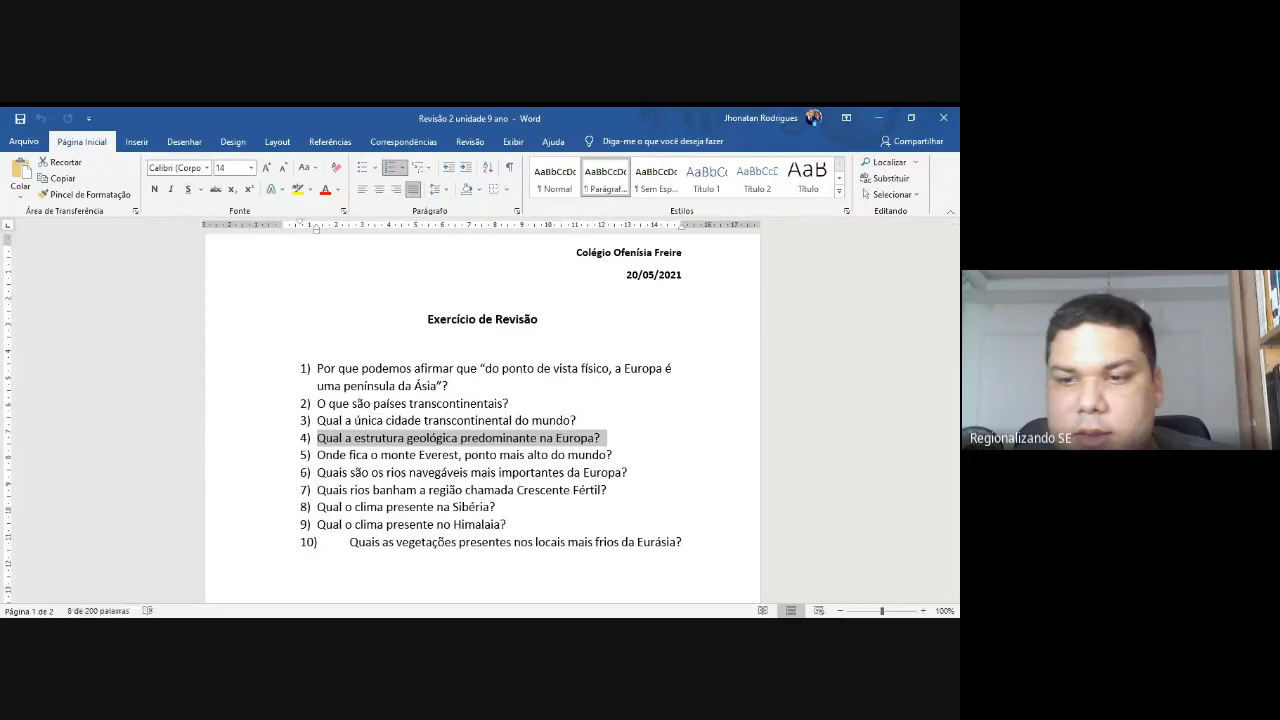 Revisão 2 unidade 9 ano - Word
Jhonatan Rodrigues
Arquivo Página Inicial Inserir Desenhar Design Layout Referências Correspondências Revisão Exibir Ajuda Diga-me o que você deseja fazer Compartilhar
Colar
Recortar
Copiar
Pincel de Formatação
Área de Transferência
Calibri (Corpo 14
N I S abc x₂ x²
Fonte
Parágrafo
AaBbCcDc AaBbCcDc AaBbCcDc AaBbCc AaBbCcD AaB
¶ Normal ¶ Parágraf... ¶ Sem Esp... Título 1 Título 2 Título
Estilos
Localizar
Substituir
Selecionar
Editando
Colégio Ofenísia Freire
20/05/2021
Exercício de Revisão
1) Por que podemos afirmar que “do ponto de vista físico, a Europa é
uma península da Ásia”?
2) O que são países transcontinentais?
3) Qual a única cidade transcontinental do mundo?
4) Qual a estrutura geológica predominante na Europa?
5) Onde fica o monte Everest, ponto mais alto do mundo?
6) Quais são os rios navegáveis mais importantes da Europa?
7) Quais rios banham a região chamada Crescente Fértil?
8) Qual o clima presente na Sibéria?
9) Qual o clima presente no Himalaia?
10) Quais as vegetações presentes nos locais mais frios da Eurásia?
Página 1 de 2 8 de 200 palavras
100%
Regionalizando SE